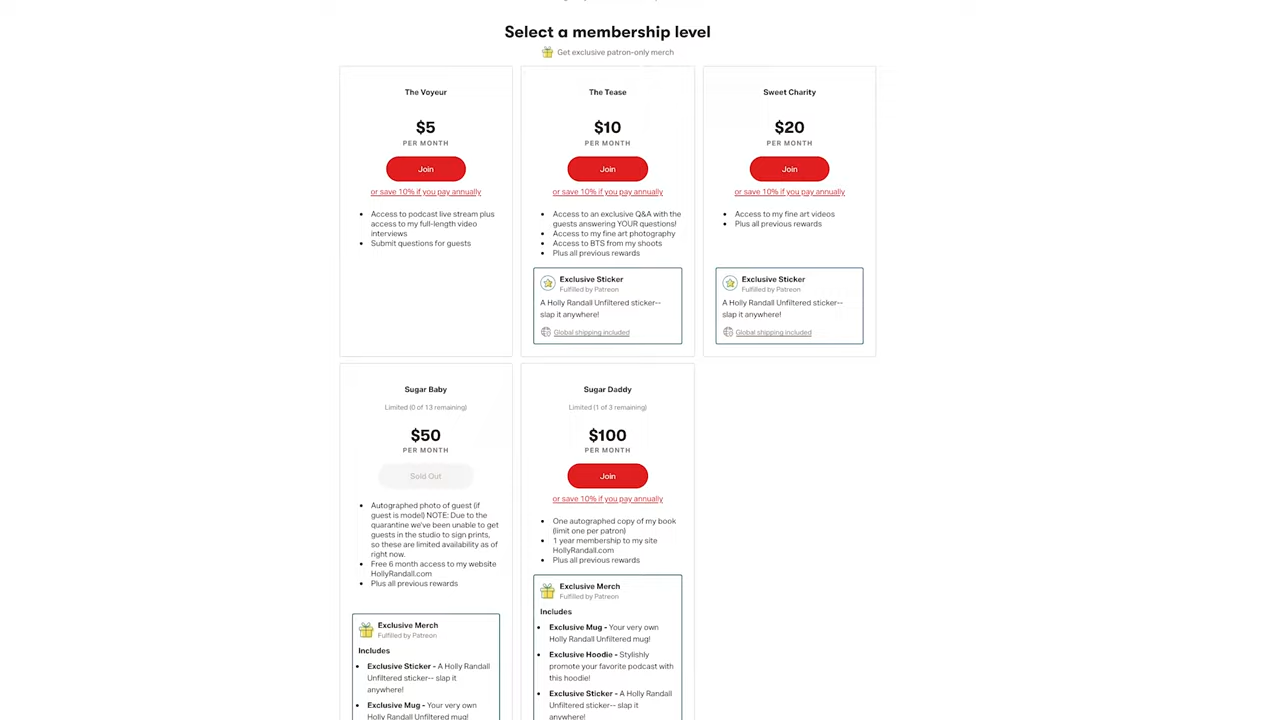 Select a membership level
Get exclusive patron-only merch
The Voyeur
$5
PER MONTH
Join
or save 10% if you pay annually
Access to podcast live stream plus
access to my full-length video
interviews
Submit questions for guests
The Tease
$10
PER MONTH
Join
or save 10% if you pay annually
Access to an exclusive Q&A with the
guests answering YOUR questions!
Access to my fine art photography
Access to BTS from my shoots
Plus all previous rewards
Exclusive Sticker
Fulfilled by Patreon
A Holly Randall Unfiltered sticker--
slap it anywhere!
Global shipping included
Sweet Charity
$20
PER MONTH
Join
or save 10% if you pay annually
Access to my fine art videos
Plus all previous rewards
Exclusive Sticker
Fulfilled by Patreon
A Holly Randall Unfiltered sticker--
slap it anywhere!
Global shipping included
Sugar Baby
Limited (0 of 13 remaining)
$50
PER MONTH
Sold Out
Autographed photo of guest (if
guest is model) NOTE: Due to the
quarantine we've been unable to get
guests in the studio to sign prints,
so these are limited availability as of
right now.
Free 6 month access to my website
HollyRandall.com
Plus all previous rewards
Exclusive Merch
Fulfilled by Patreon
Includes
Exclusive Sticker - A Holly Randall
Unfiltered sticker-- slap it
anywhere!
Exclusive Mug - Your very own
Holly Randall Unfiltered mug!
Sugar Daddy
Limited (1 of 3 remaining)
$100
PER MONTH
Join
or save 10% if you pay annually
One autographed copy of my book
(limit one per patron)
1 year membership to my site
HollyRandall.com
Plus all previous rewards
Exclusive Merch
Fulfilled by Patreon
Includes
Exclusive Mug - Your very own
Holly Randall Unfiltered mug!
Exclusive Hoodie - Stylishly
promote your favorite podcast with
this hoodie!
Exclusive Sticker - A Holly Randall
Unfiltered sticker-- slap it
anywhere!